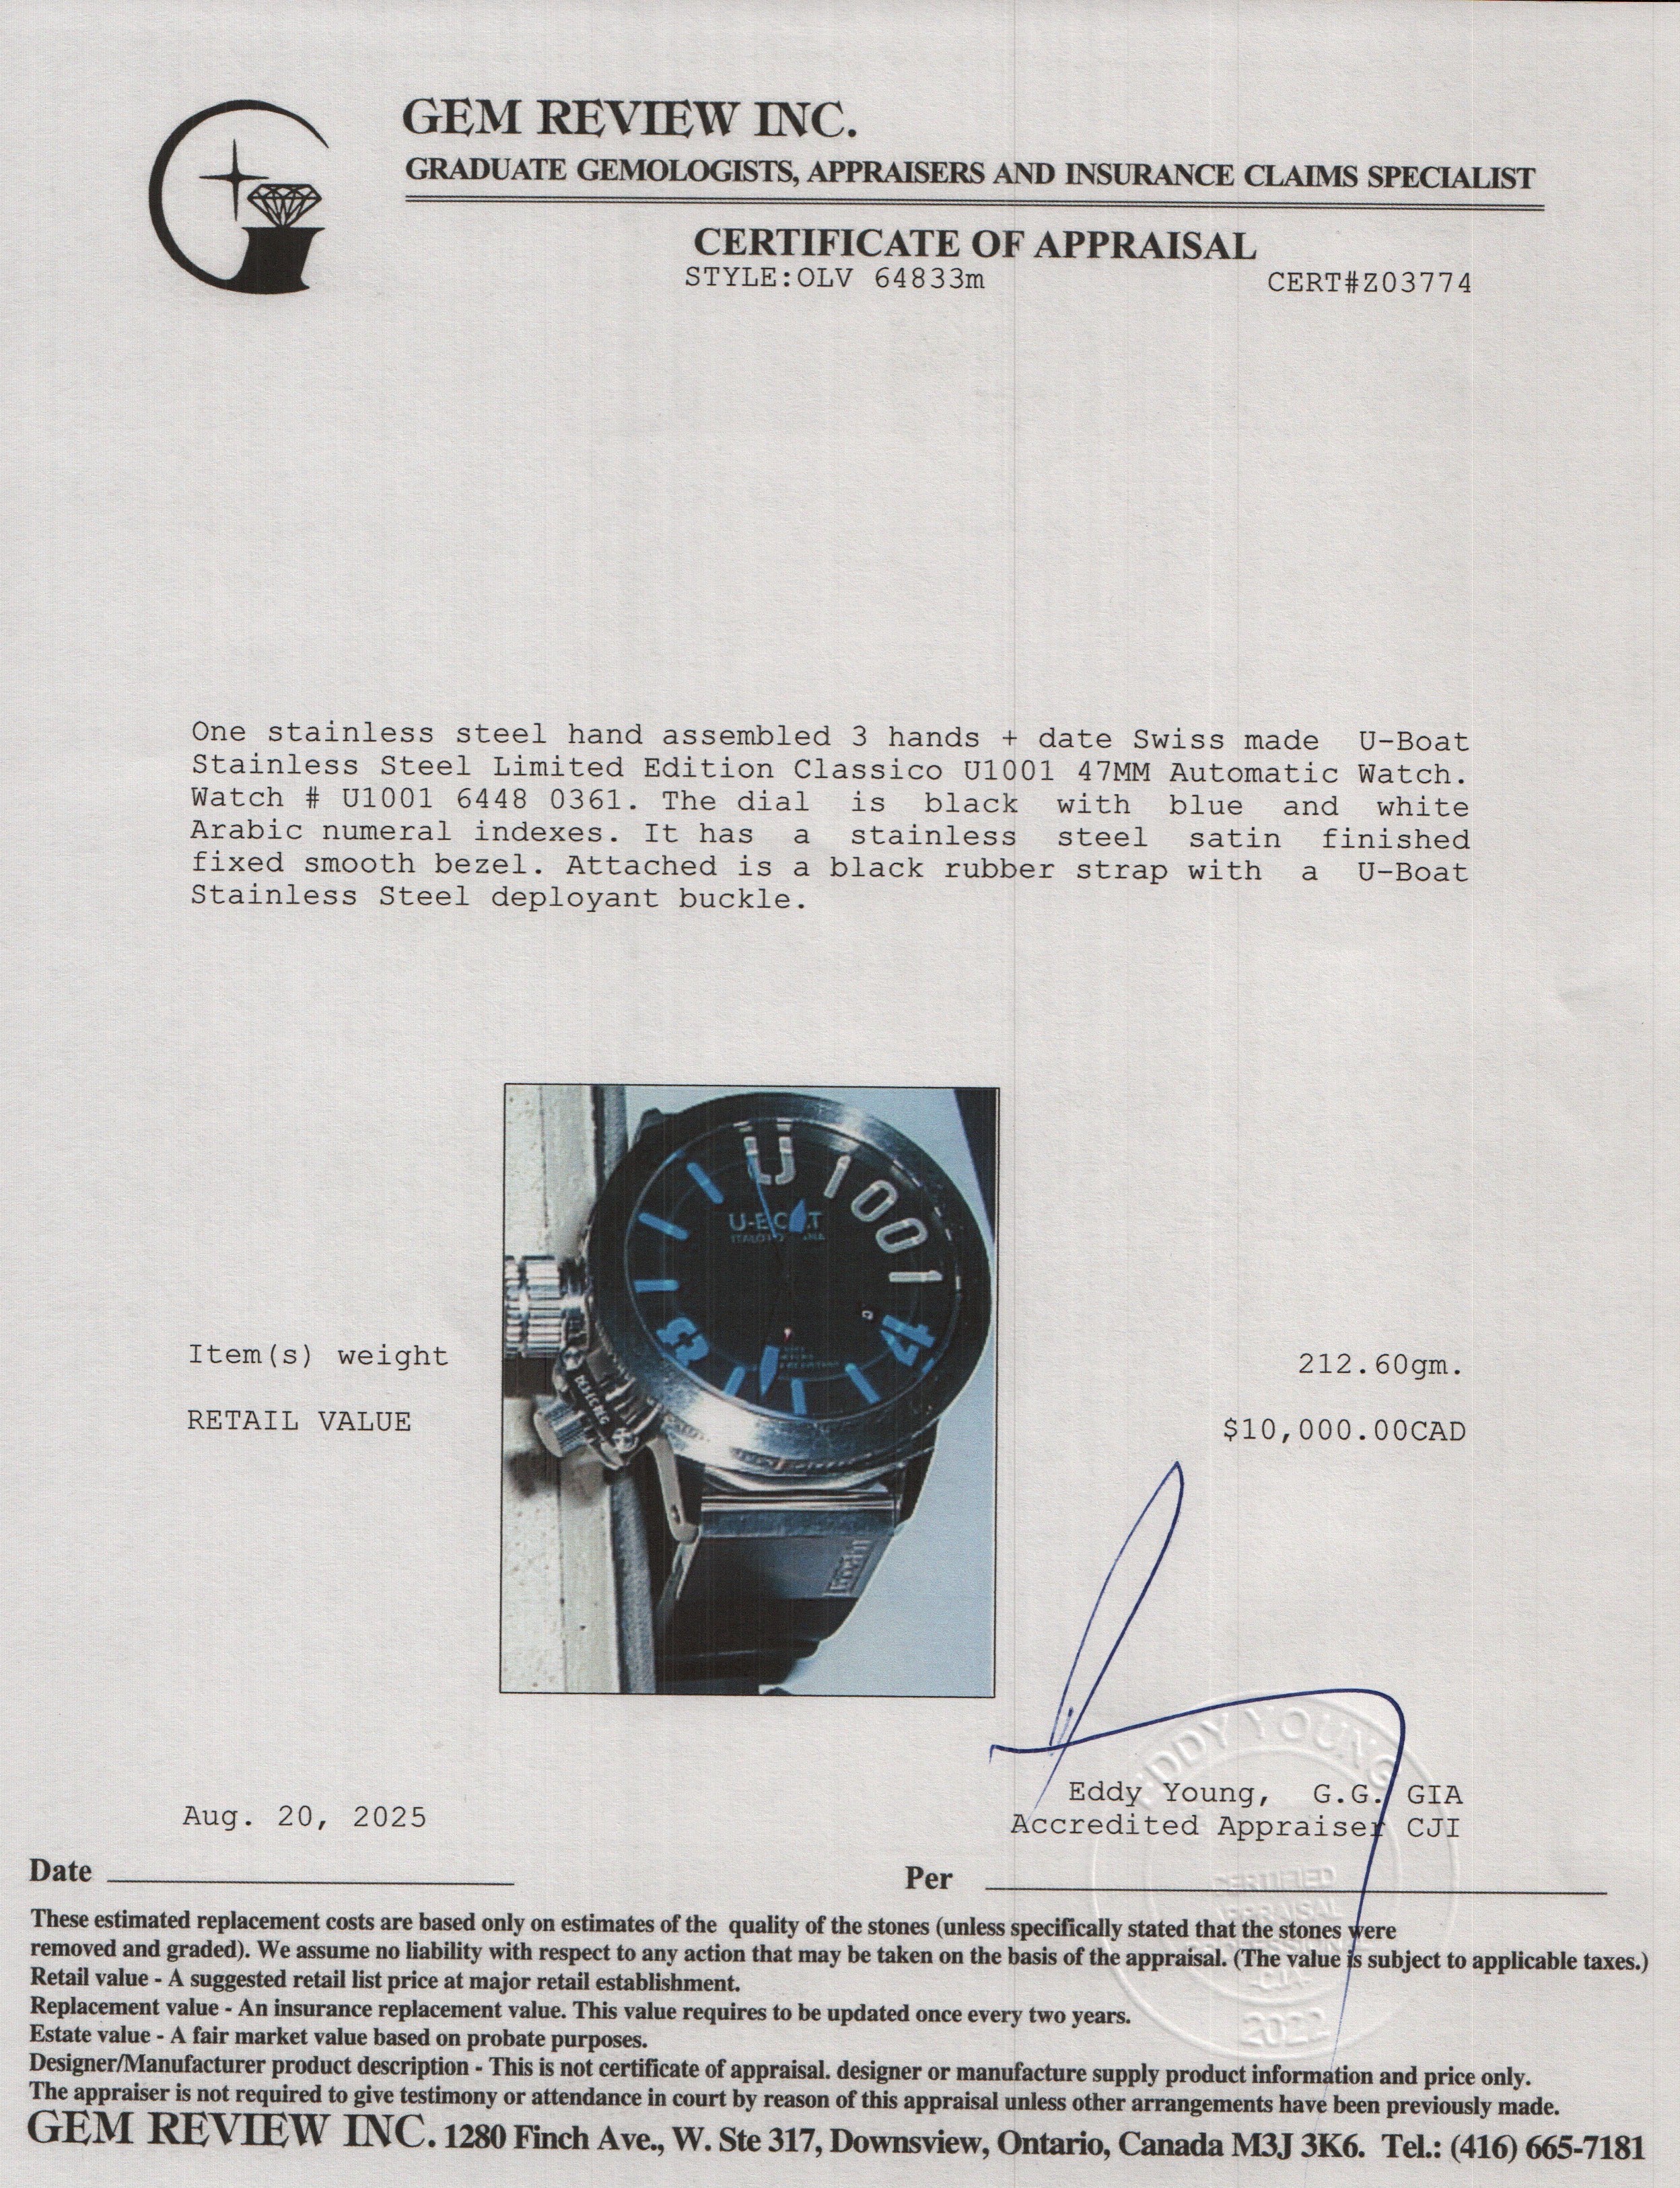 GEM REVIEW INC.
GRADUATE GEMOLOGISTS, APPRAISERS AND INSURANCE CLAIMS SPECIALIST
CERTIFICATE OF APPRAISAL
STYLE:OLV 64833m CERT#Z03774
One stainless steel hand assembled 3 hands + date Swiss made U-Boat
Stainless Steel Limited Edition Classico U1001 47MM Automatic Watch.
Watch # U1001 6448 0361. The dial is black with blue and white
Arabic numeral indexes. It has a stainless steel satin finished
fixed smooth bezel. Attached is a black rubber strap with a U-Boat
Stainless Steel deployant buckle.
U1001
4
8
Item(s) weight 212.60gm.
RETAIL VALUE $10,000.00CAD
EDDY YOUNG
Eddy Young, G.G. GIA
Aug. 20, 2025 Accredited Appraiser CJI
Date Per
CERTIFIED
APPRAISAL
2022
These estimated replacement costs are based only on estimates of the quality of the stones (unless specifically stated that the stones were
removed and graded). We assume no liability with respect to any action that may be taken on the basis of the appraisal. (The value is subject to applicable taxes.)
Retail value - A suggested retail list price at major retail establishment.
Replacement value - An insurance replacement value. This value requires to be updated once every two years.
Estate value - A fair market value based on probate purposes.
Designer/Manufacturer product description - This is not certificate of appraisal. designer or manufacture supply product information and price only.
The appraiser is not required to give testimony or attendance in court by reason of this appraisal unless other arrangements have been previously made.
GEM REVIEW INC. 1280 Finch Ave., W. Ste 317, Downsview, Ontario, Canada M3J 3K6. Tel.: (416) 665-7181